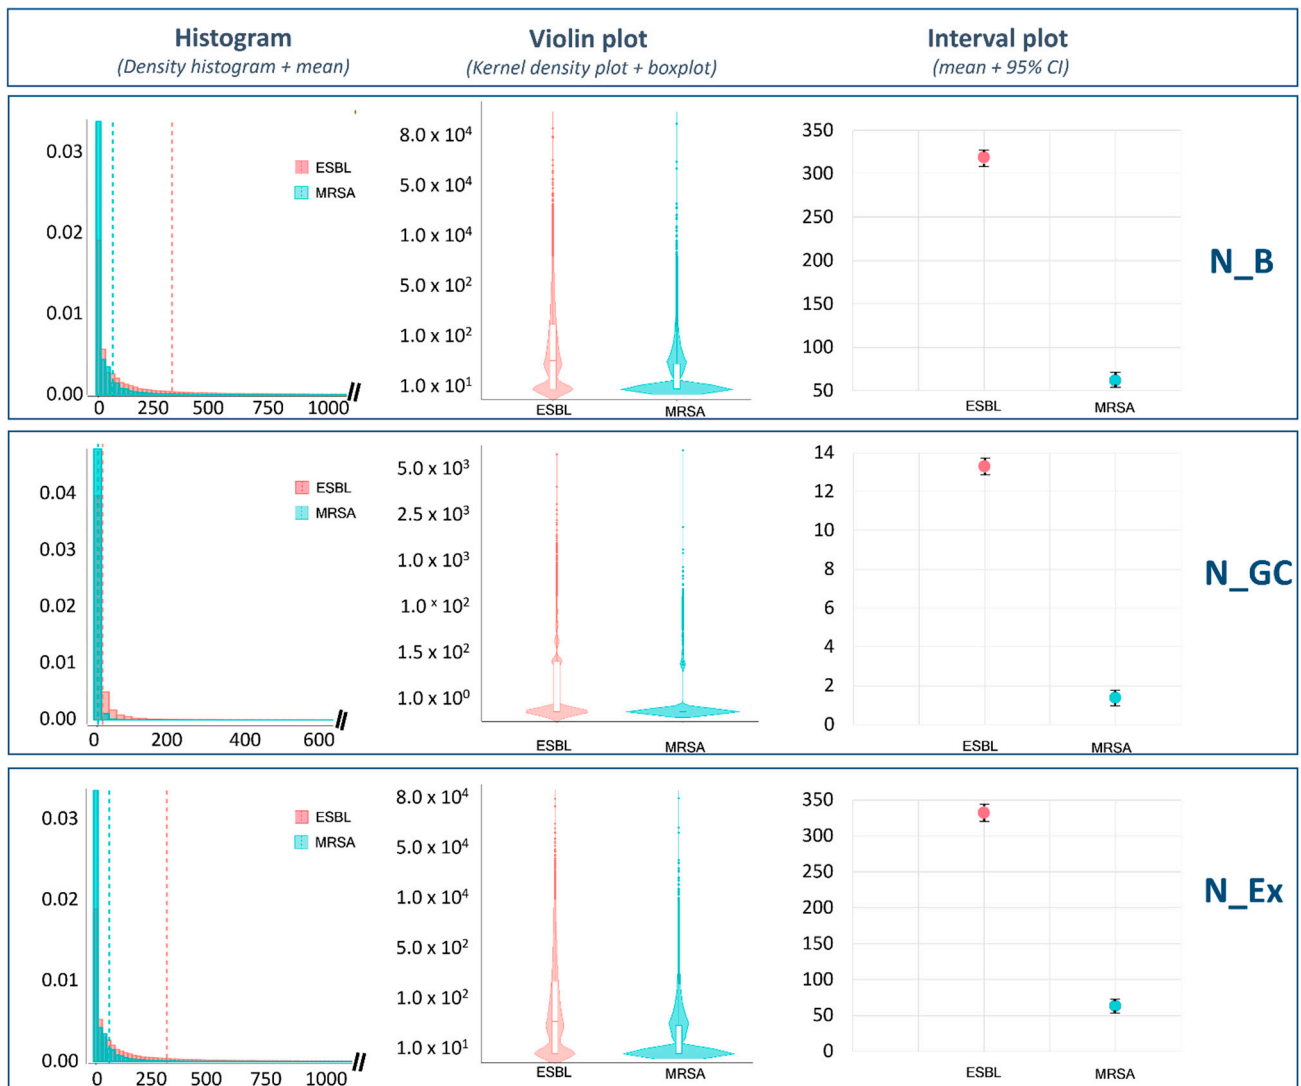 Histogram
(Density histogram + mean)
Violin plot
(Kernel density plot + boxplot)
Interval plot
(mean + 95% CI)
0.03
0.02
0.01
0.00
0 250 500 750 1000
ESBL
MRSA
8.0 x 10⁴
5.0 x 10⁴
1.0 x 10⁴
5.0 x 10²
1.0 x 10²
1.0 x 10¹
ESBL MRSA
350
300
250
200
150
100
50
ESBL MRSA
N_B
0.04
0.03
0.02
0.01
0.00
0 200 400 600
ESBL
MRSA
5.0 x 10³
2.5 x 10³
1.0 x 10³
1.0 ˣ 10²
1.5 x 10²
1.0 x 10⁰
ESBL MRSA
14
12
10
8
6
4
2
0
ESBL MRSA
N_GC
0.03
0.02
0.01
0.00
0 250 500 750 1000
ESBL
MRSA
8.0 x 10⁴
5.0 x 10⁴
1.0 x 10⁴
5.0 x 10²
1.0 x 10²
1.0 x 10¹
ESBL MRSA
350
300
250
200
150
100
50
0
ESBL MRSA
N_Ex